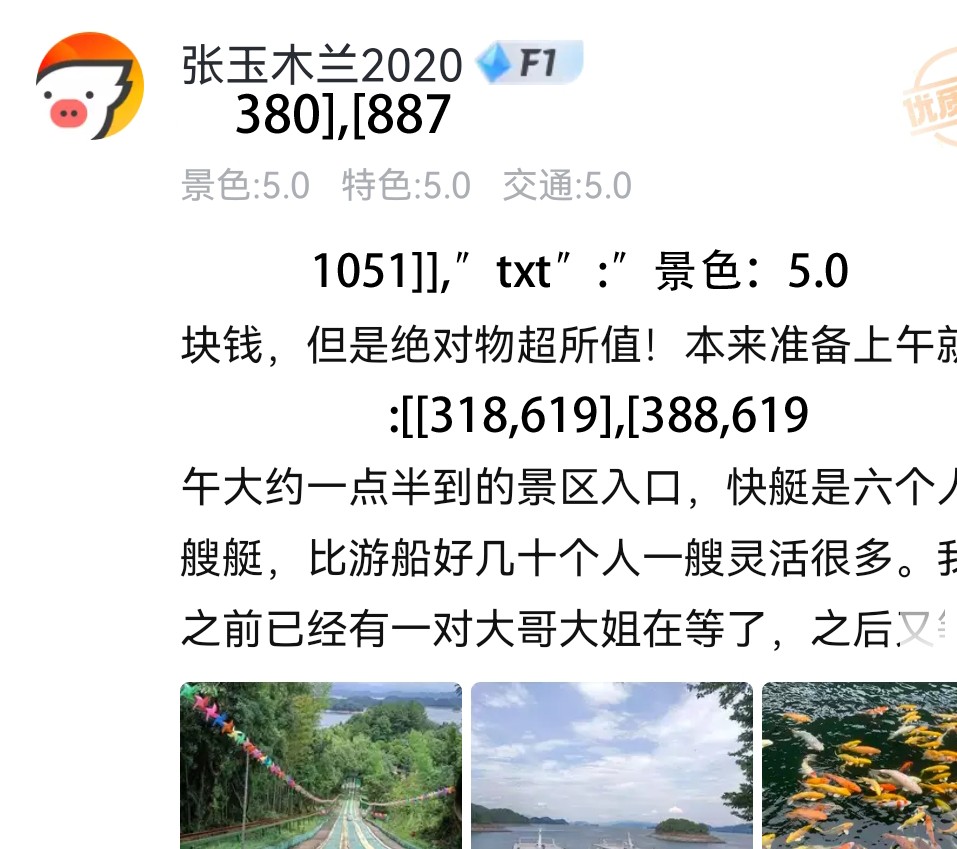 张玉木兰2020 F1
380],[887
优质
景色:5.0 特色:5.0 交通:5.0
1051]],”txt”:”景色：5.0
块钱，但是绝对物超所值！本来准备上午就
:[[318,619],[388,619
午大约一点半到的景区入口，快艇是六个人
艘艇，比游船好几十个人一艘灵活很多。我
之前已经有一对大哥大姐在等了，之后又